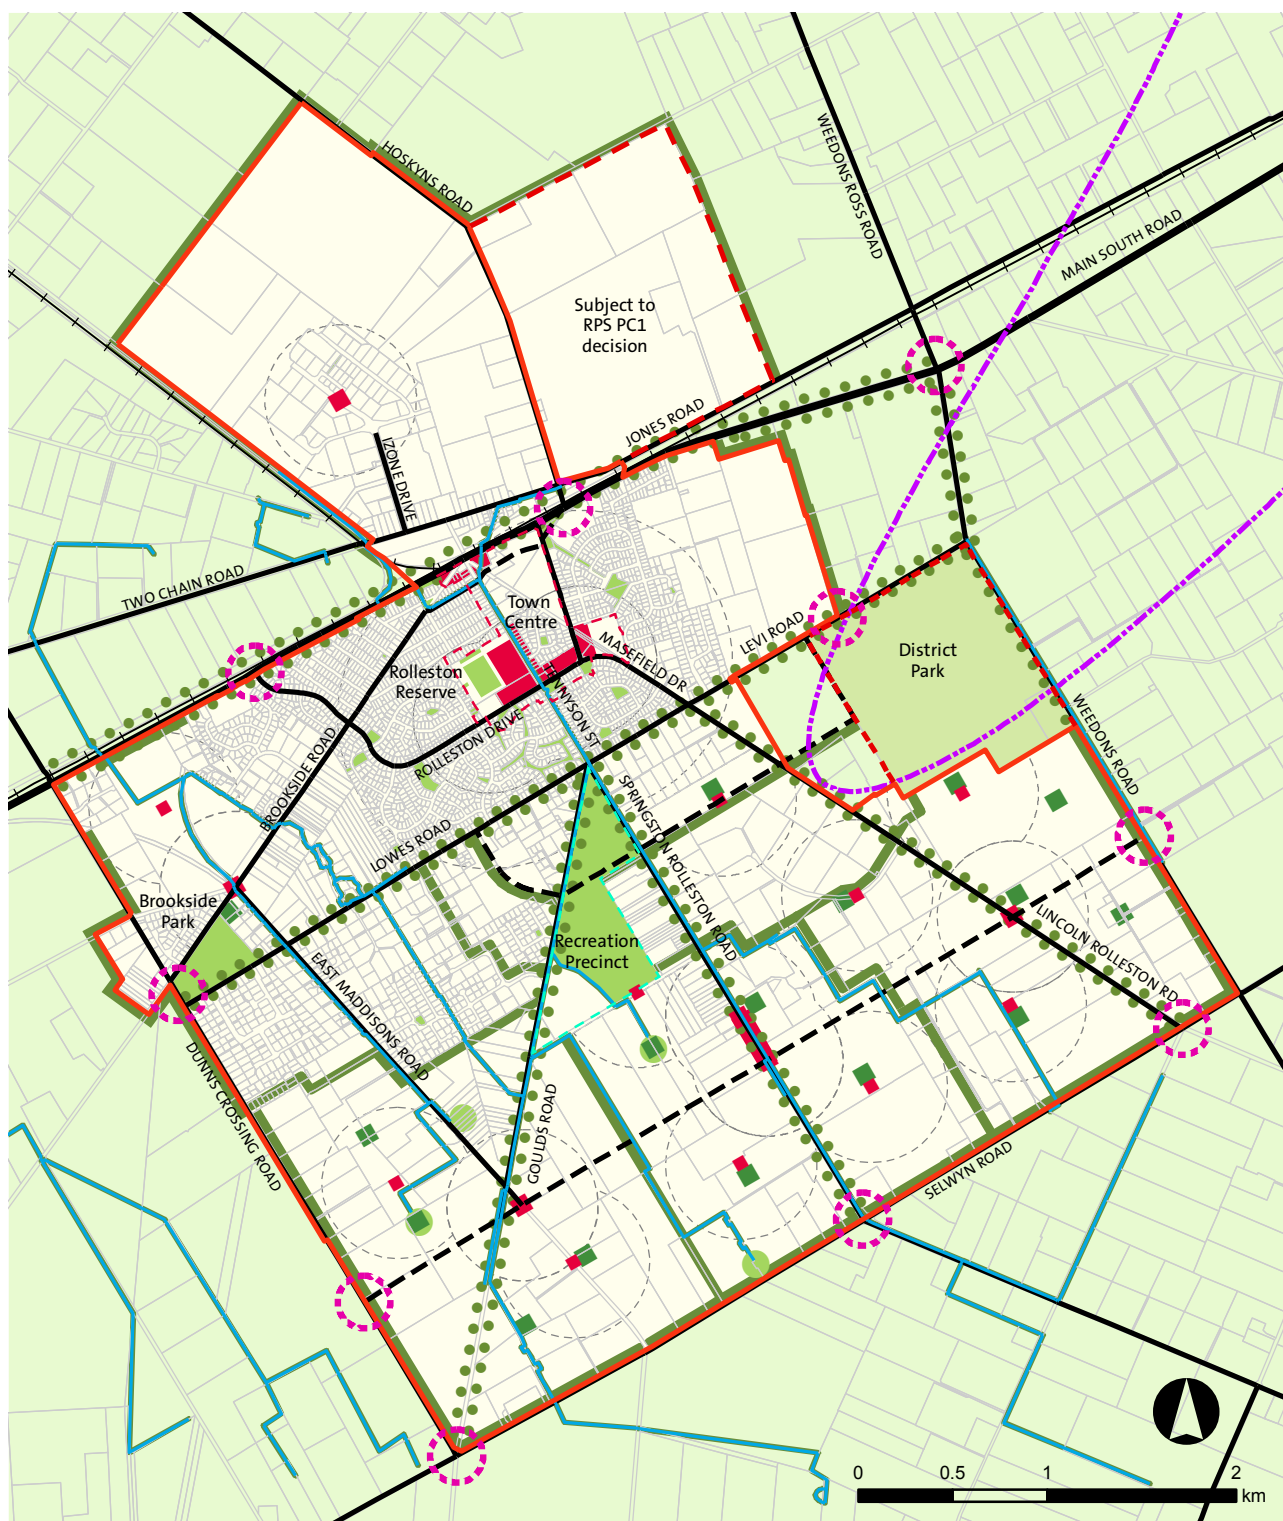 HOSKYNS ROAD
WEEDONS ROSS ROAD
MAIN SOUTH ROAD
Subject to
RPS PC1
decision
JONES ROAD
IZONE DRIVE
TWO CHAIN ROAD
Town
Centre
MASEFIELD DR
LEVI ROAD
District
Park
Rolleston
Reserve
TENNYSON ST
ROLLESTON DRIVE
WEEDONS ROAD
BROOKSIDE ROAD
SPRINGSTON ROLLESTON ROAD
LOWES ROAD
Brookside
Park
Recreation
Precinct
LINCOLN ROLLESTON RD
EAST MADDISONS ROAD
DUNNS CROSSING ROAD
GOULDS ROAD
SELWYN ROAD
0 0.5 1 2
km